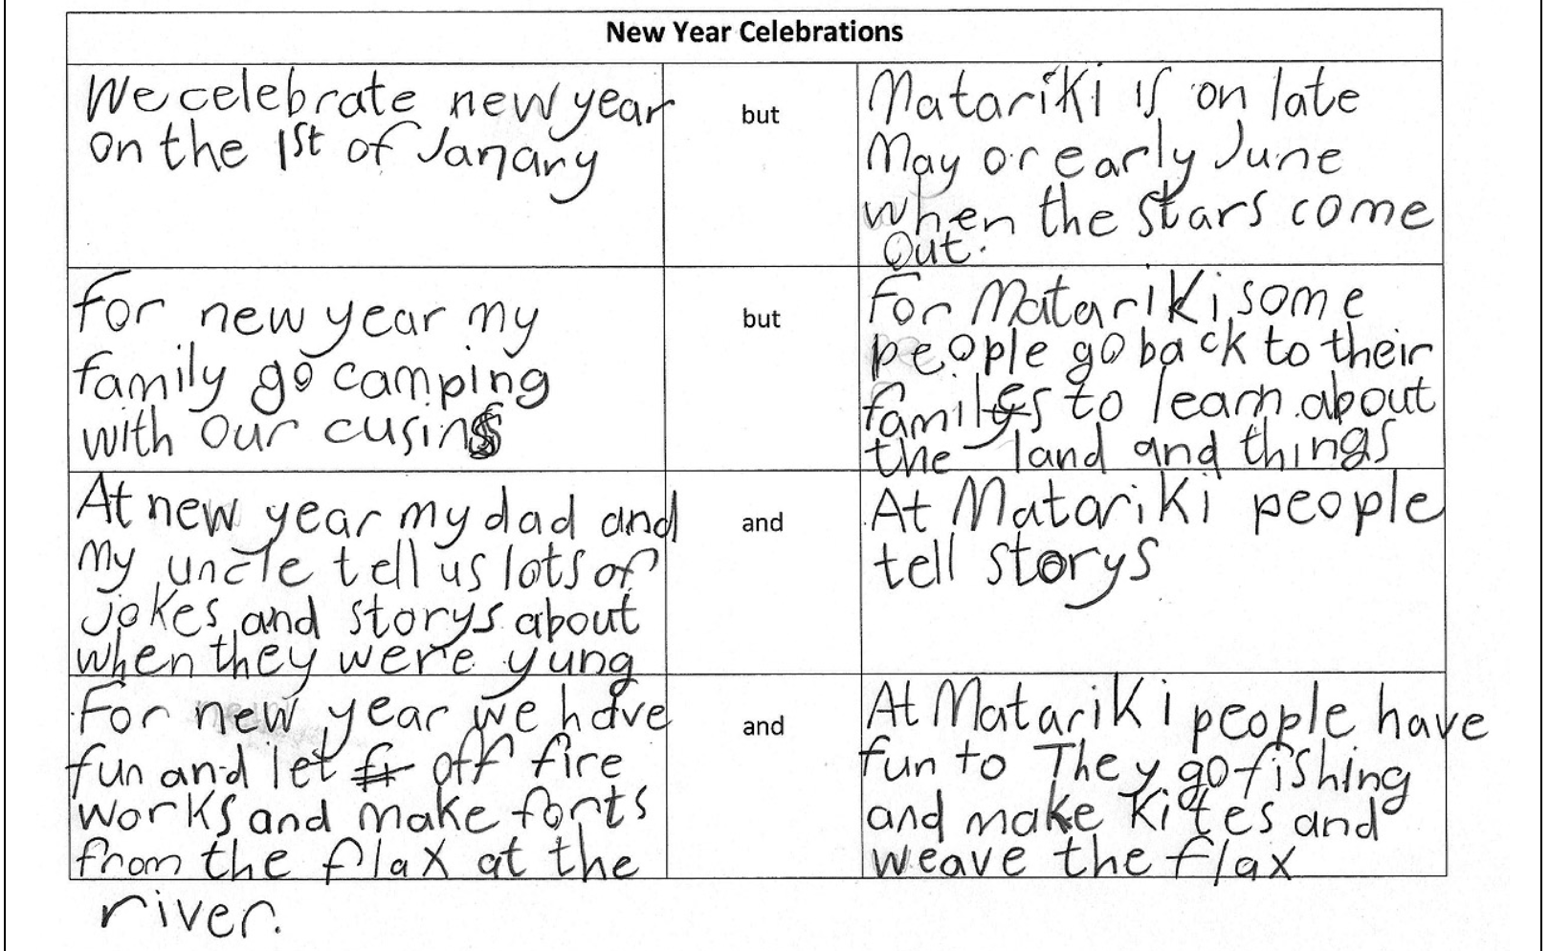 New Year Celebrations
We celebrate new year
on the 1st of Janary
but
Matariki is on late
May or early June
when the stars come
out.
for new year my
family go camping
with our cusins
but
For Matariki some
people go back to their
familes to learn about
the land and things
At new year my dad and
my uncle tell us lots of
jokes and storys about
when they were yung
and
At Matariki people
tell storys
For new year we have
fun and let fi off fire
works and make forts
from the flax at the
river.
and
At Matariki people have
fun to They go fishing
and make kites and
weave the flax